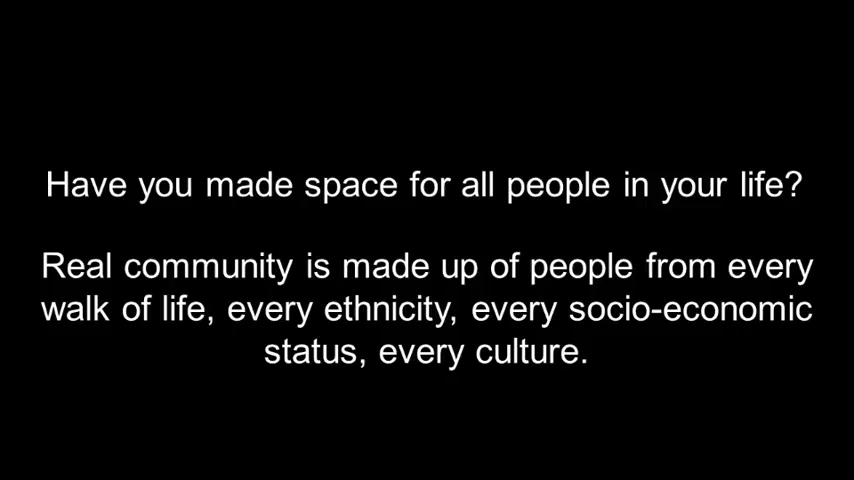 Have you made space for all people in your life?
Real community is made up of people from every
walk of life, every ethnicity, every socio-economic
status, every culture.